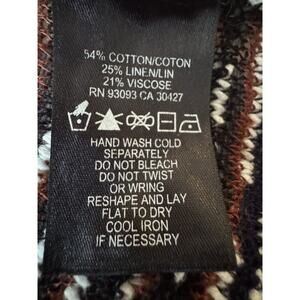 54% COTTON/COTON
25% LINEN/LIN
21% VISCOSE
RN 93093 CA 30427
HAND WASH COLD
SEPARATELY
DO NOT BLEACH
DO NOT TWIST
OR WRING
RESHAPE AND LAY
FLAT TO DRY
COOL IRON
IF NECESSARY